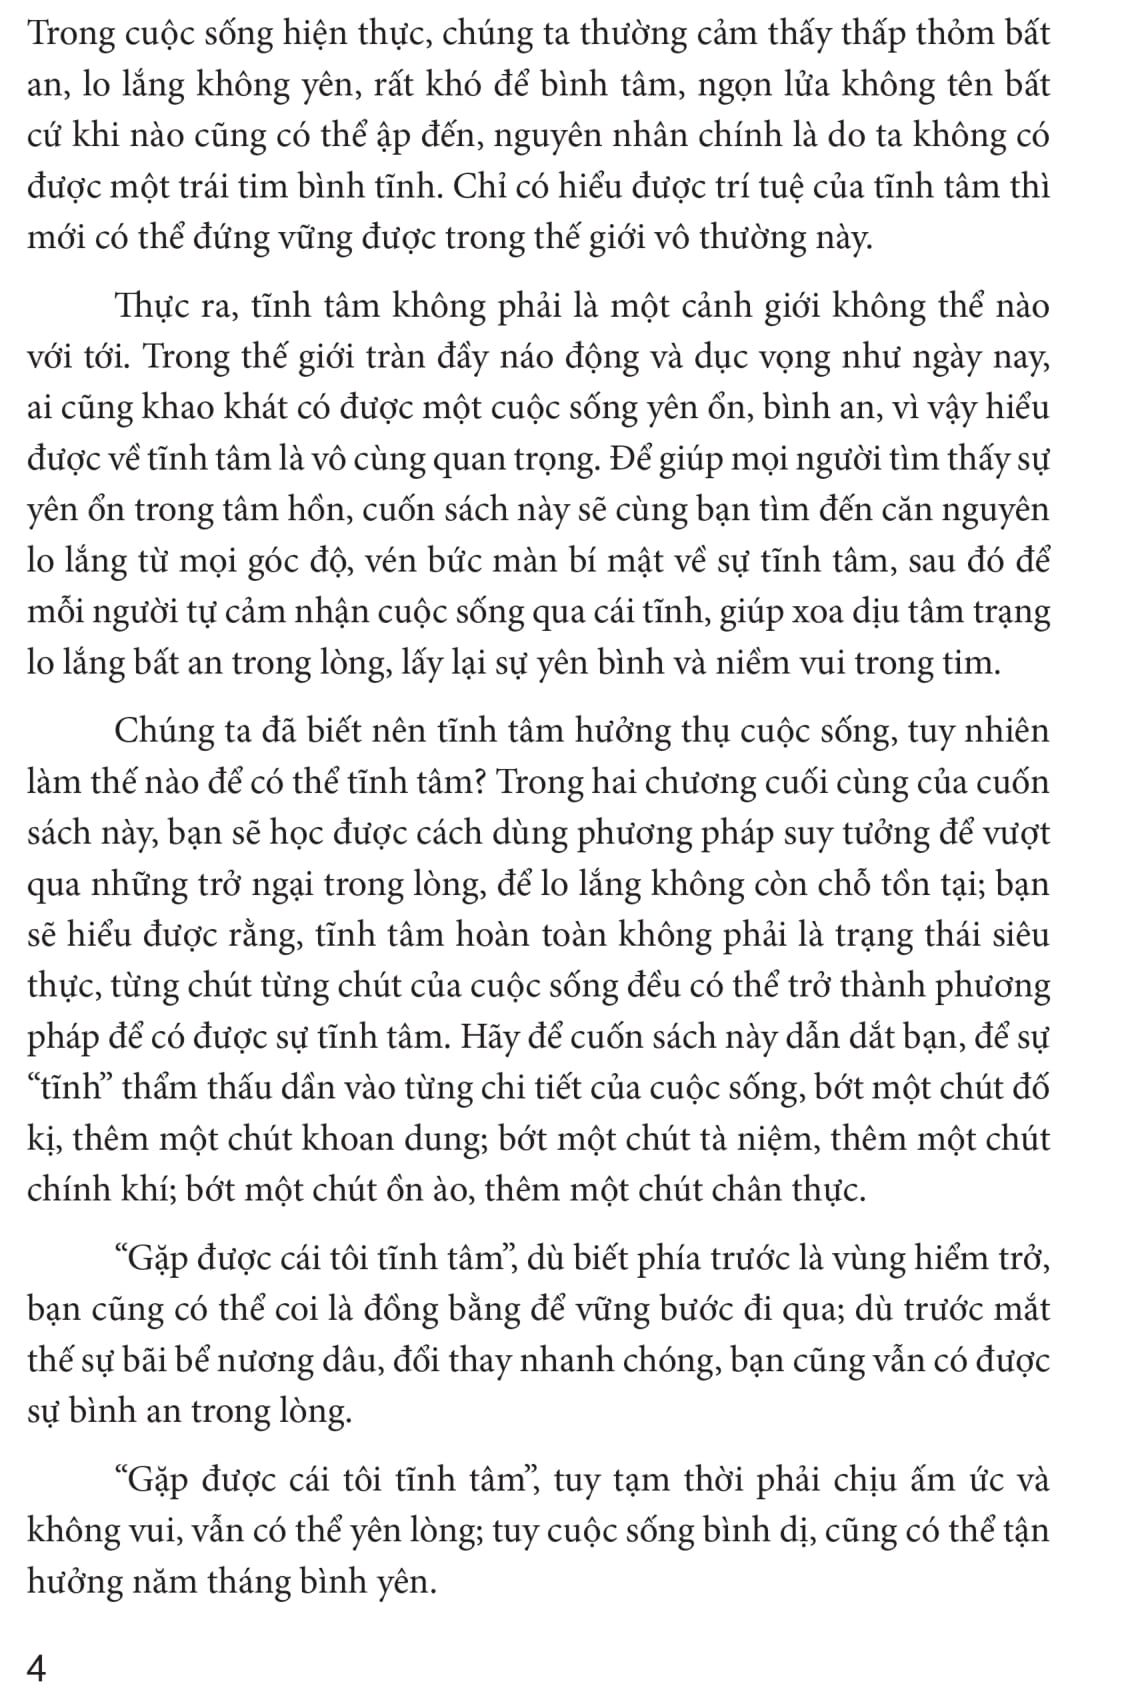 Trong cuộc sống hiện thực, chúng ta thường cảm thấy thấp thỏm bất
an, lo lắng không yên, rất khó để bình tâm, ngọn lửa không tên bất
cứ khi nào cũng có thể ập đến, nguyên nhân chính là do ta không có
được một trái tim bình tĩnh. Chỉ có hiểu được trí tuệ của tĩnh tâm thì
mới có thể đứng vững được trong thế giới vô thường này.
Thực ra, tĩnh tâm không phải là một cảnh giới không thể nào
với tới. Trong thế giới tràn đầy náo động và dục vọng như ngày nay,
ai cũng khao khát có được một cuộc sống yên ổn, bình an, vì vậy hiểu
được về tĩnh tâm là vô cùng quan trọng. Để giúp mọi người tìm thấy sự
yên ổn trong tâm hồn, cuốn sách này sẽ cùng bạn tìm đến căn nguyên
lo lắng từ mọi góc độ, vén bức màn bí mật về sự tĩnh tâm, sau đó để
mỗi người tự cảm nhận cuộc sống qua cái tĩnh, giúp xoa dịu tâm trạng
lo lắng bất an trong lòng, lấy lại sự yên bình và niềm vui trong tim.
Chúng ta đã biết nên tĩnh tâm hưởng thụ cuộc sống, tuy nhiên
làm thế nào để có thể tĩnh tâm? Trong hai chương cuối cùng của cuốn
sách này, bạn sẽ học được cách dùng phương pháp suy tưởng để vượt
qua những trở ngại trong lòng, để lo lắng không còn chỗ tồn tại; bạn
sẽ hiểu được rằng, tĩnh tâm hoàn toàn không phải là trạng thái siêu
thực, từng chút từng chút của cuộc sống đều có thể trở thành phương
pháp để có được sự tĩnh tâm. Hãy để cuốn sách này dẫn dắt bạn, để sự
“tĩnh” thẩm thấu dần vào từng chi tiết của cuộc sống, bớt một chút đố
kị, thêm một chút khoan dung; bớt một chút tà niệm, thêm một chút
chính khí; bớt một chút ồn ào, thêm một chút chân thực.
“Gặp được cái tôi tĩnh tâm”, dù biết phía trước là vùng hiểm trở,
bạn cũng có thể coi là đồng bằng để vững bước đi qua; dù trước mắt
thế sự bãi bể nương dâu, đổi thay nhanh chóng, bạn cũng vẫn có được
sự bình an trong lòng.
“Gặp được cái tôi tĩnh tâm”, tuy tạm thời phải chịu ấm ức và
không vui, vẫn có thể yên lòng; tuy cuộc sống bình dị, cũng có thể tận
hưởng năm tháng bình yên.
4